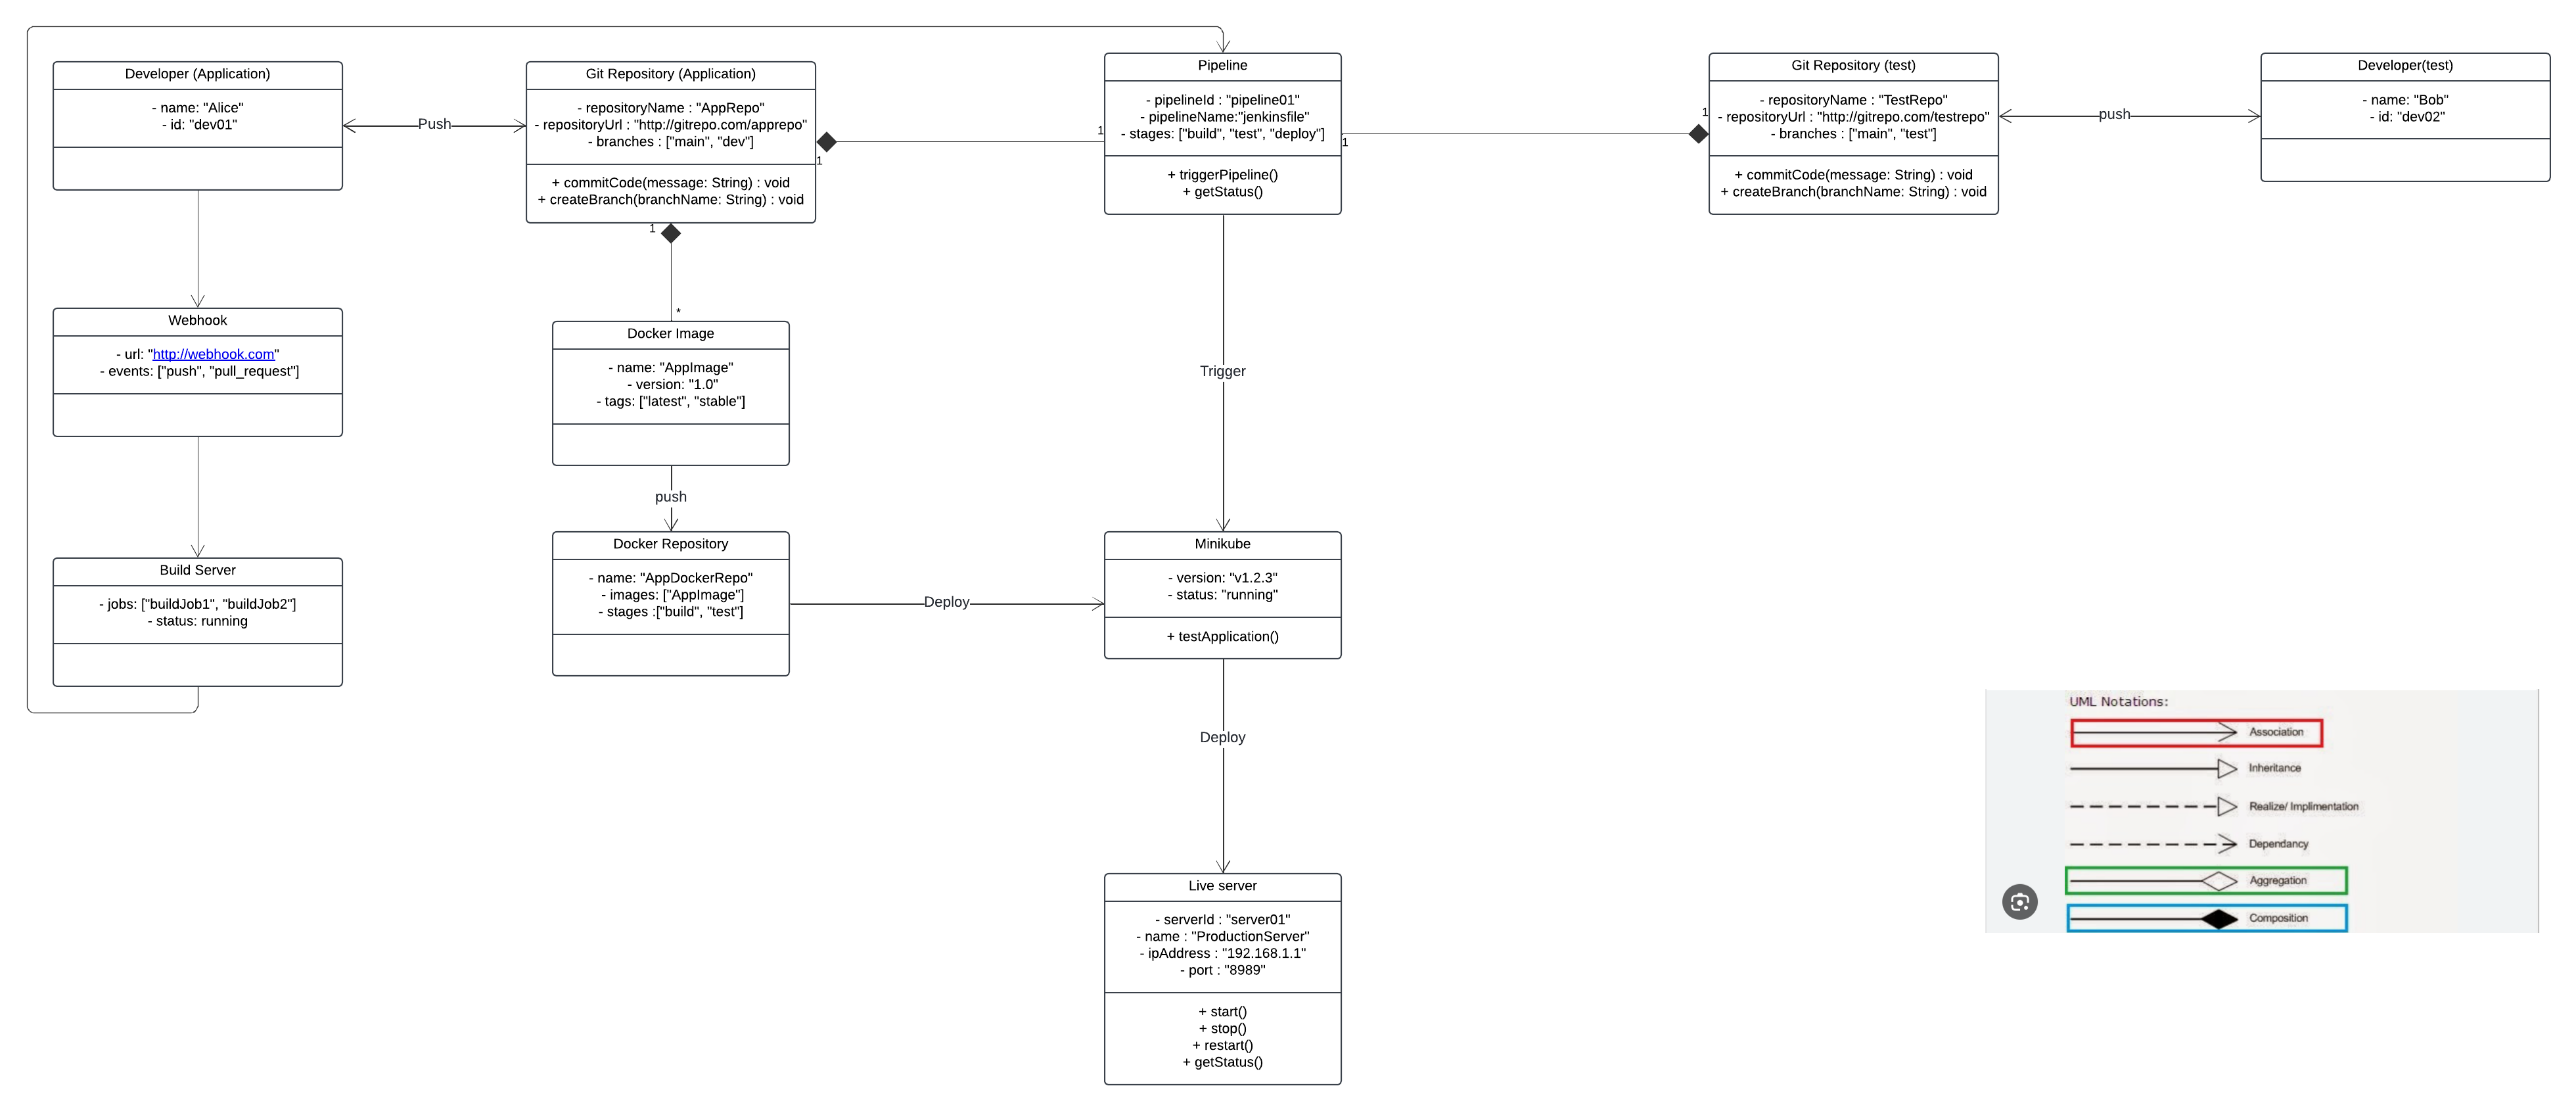 Developer (Application)
- name: "Alice"
- id: "dev01"
Push
Git Repository (Application)
- repositoryName : "AppRepo"
- repositoryUrl : "http://gitrepo.com/apprepo"
- branches : ["main", "dev"]
+ commitCode(message: String) : void
+ createBranch(branchName: String) : void
1
1
1
*
Pipeline
- pipelineId : "pipeline01"
- pipelineName:"jenkinsfile"
- stages: ["build", "test", "deploy"]
+ triggerPipeline()
+ getStatus()
1
1
Git Repository (test)
- repositoryName : "TestRepo"
- repositoryUrl : "http://gitrepo.com/testrepo"
- branches : ["main", "test"]
+ commitCode(message: String) : void
+ createBranch(branchName: String) : void
push
Developer(test)
- name: "Bob"
- id: "dev02"
Webhook
- url: "http://webhook.com"
- events: ["push", "pull_request"]
Docker Image
- name: "AppImage"
- version: "1.0"
- tags: ["latest", "stable"]
Trigger
push
Build Server
- jobs: ["buildJob1", "buildJob2"]
- status: running
Docker Repository
- name: "AppDockerRepo"
- images: ["AppImage"]
- stages :["build", "test"]
Deploy
Minikube
- version: "v1.2.3"
- status: "running"
+ testApplication()
Deploy
Live server
- serverId : "server01"
- name : "ProductionServer"
- ipAddress : "192.168.1.1"
- port : "8989"
+ start()
+ stop()
+ restart()
+ getStatus()
UML Notations:
Association
Inheritance
Realize/ Implimentation
Dependancy
Aggregation
Composition